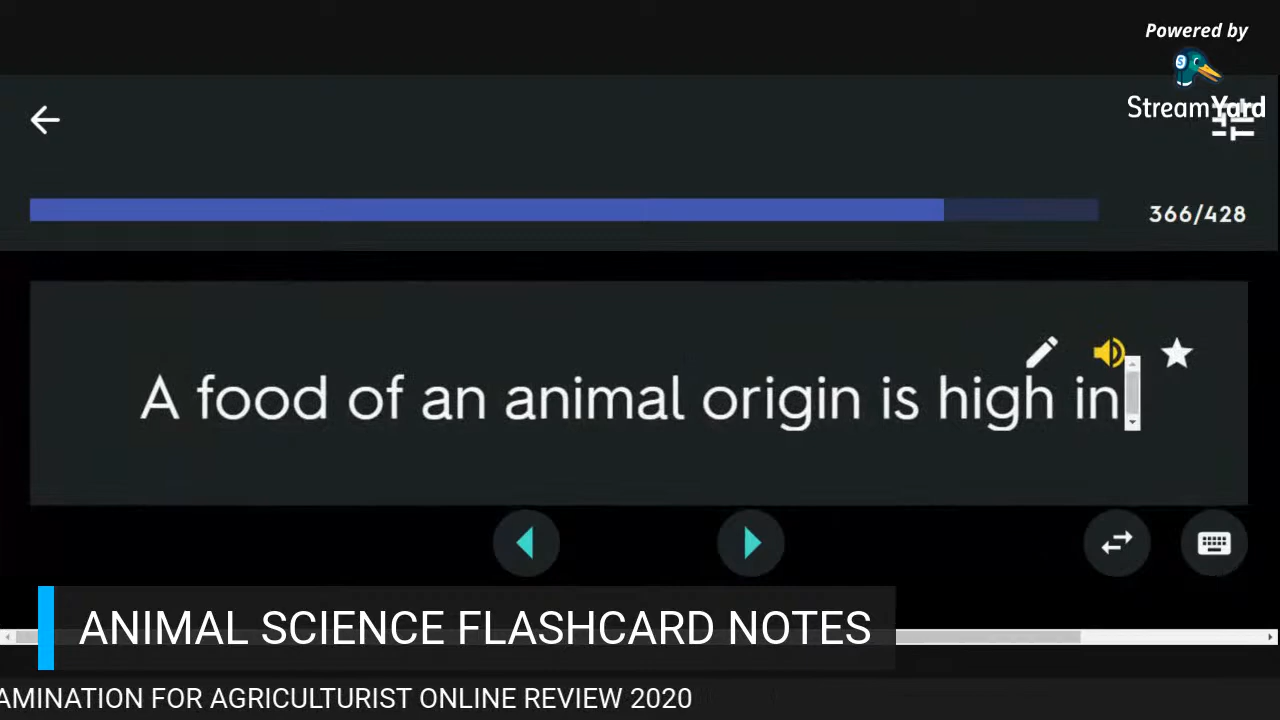 Powered by
StreamYard
366/428
A food of an animal origin is high in
ANIMAL SCIENCE FLASHCARD NOTES
AMINATION FOR AGRICULTURIST ONLINE REVIEW 2020